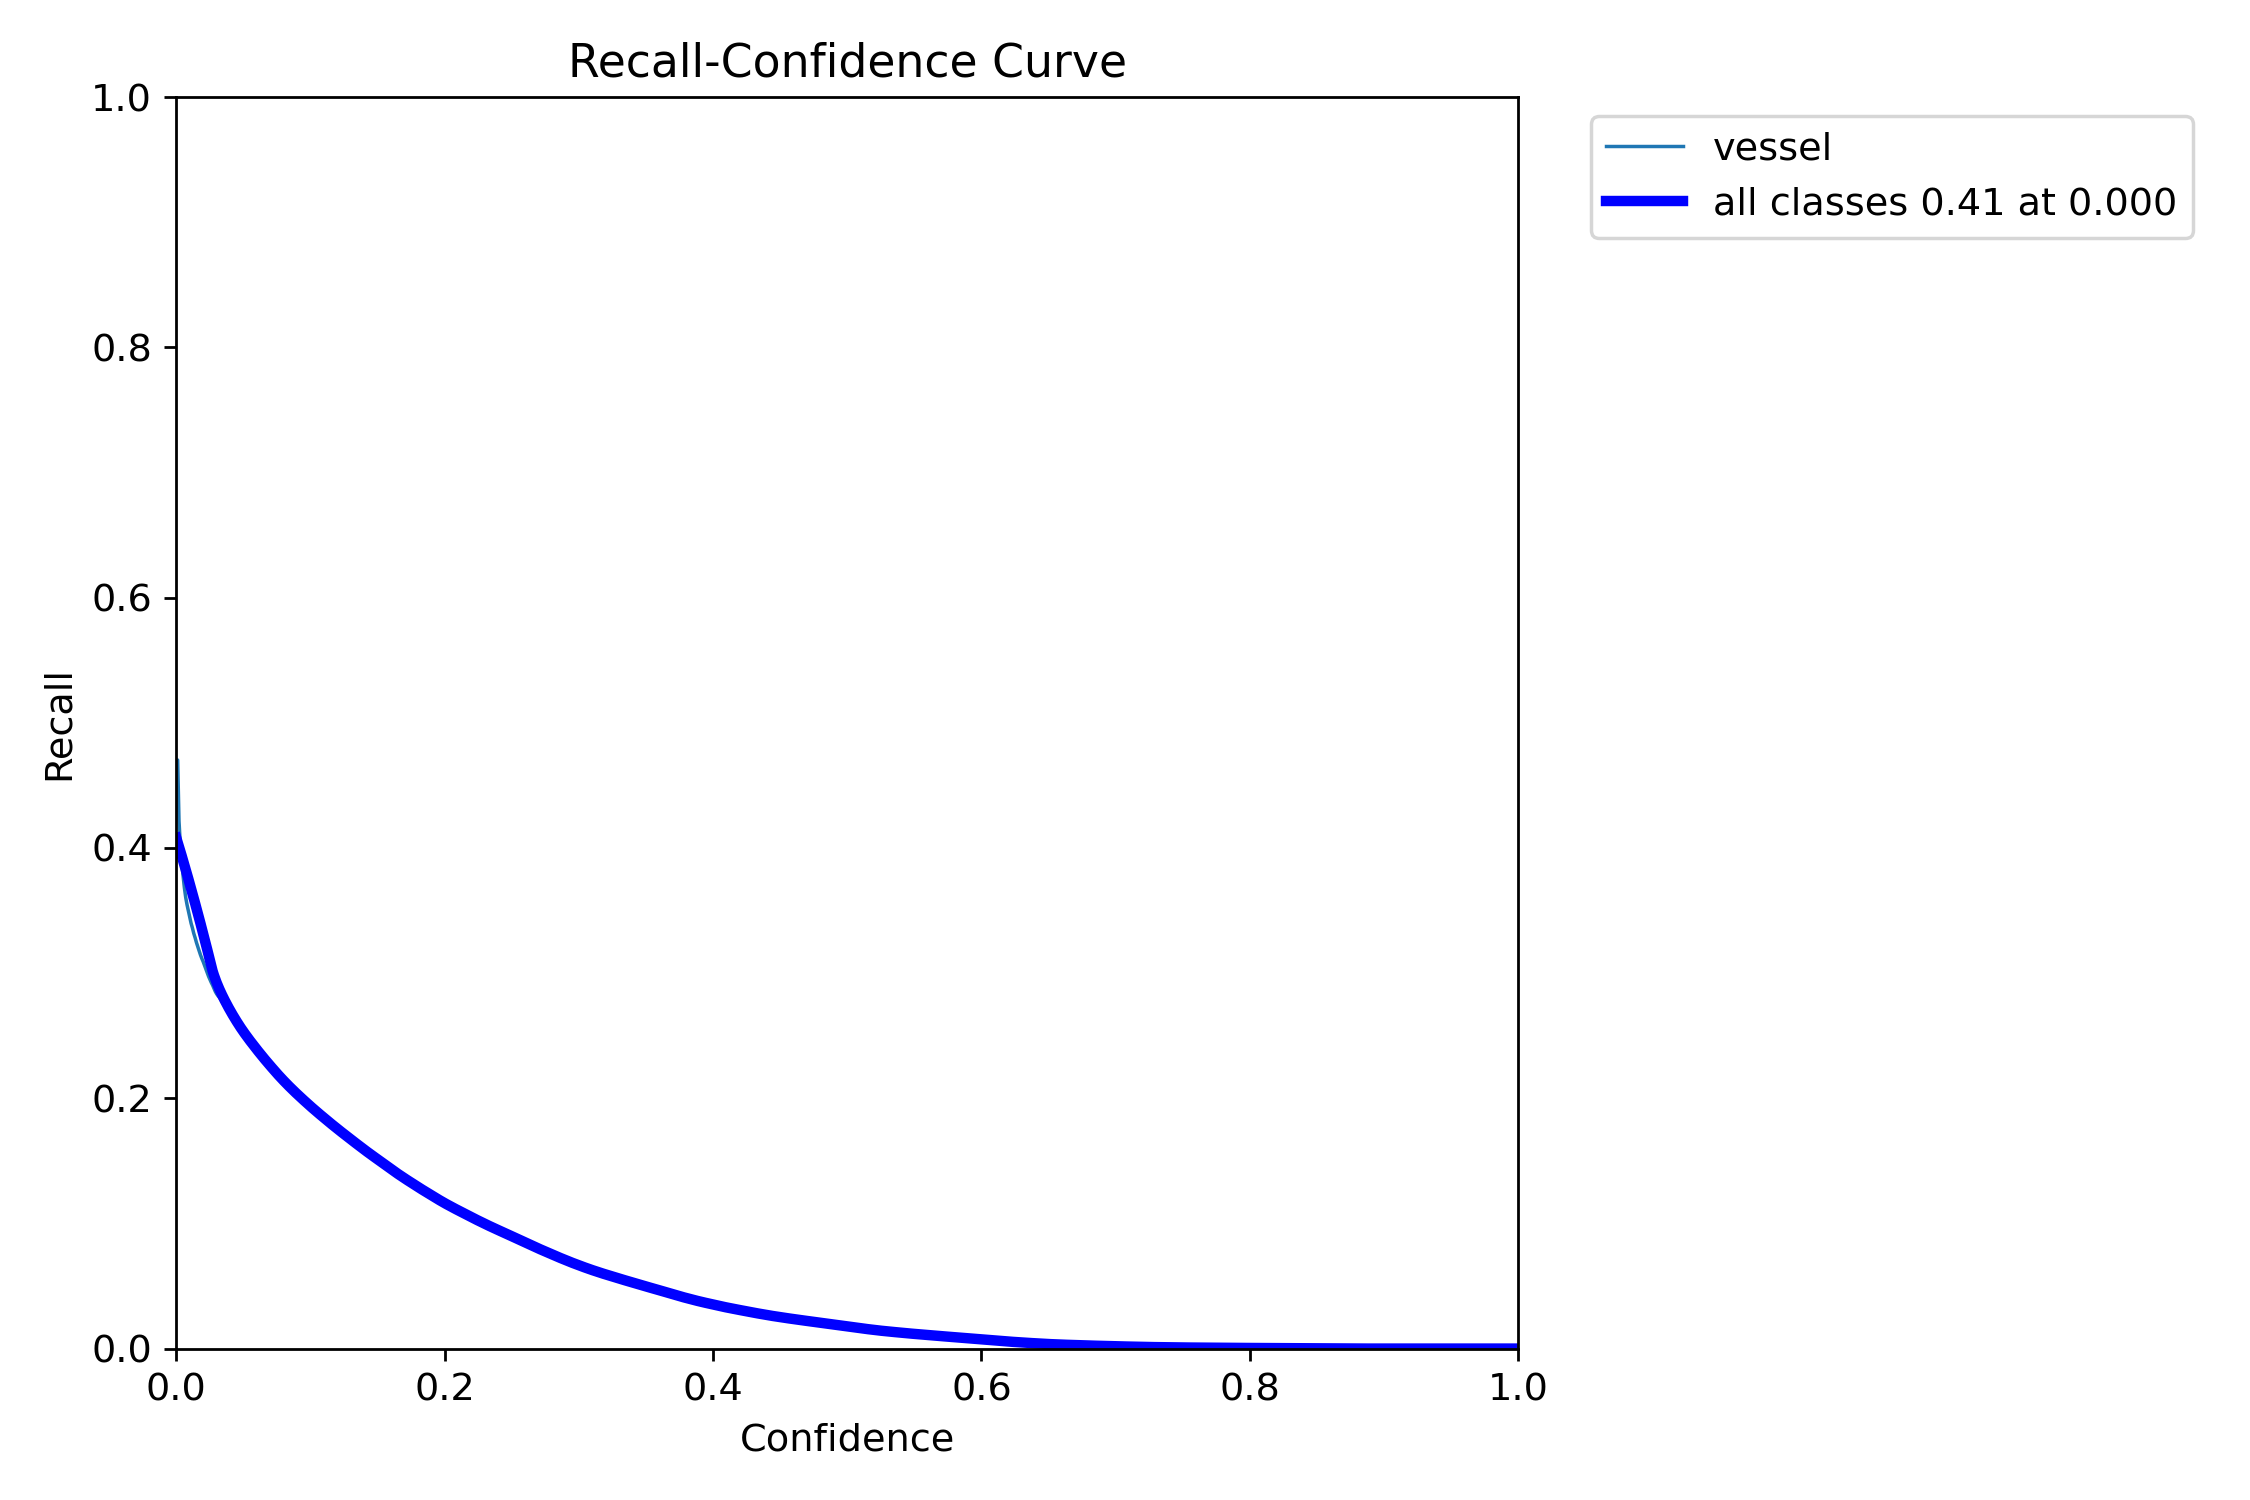 Recall-Confidence Curve
1.0
0.8
0.6
0.4
0.2
0.0
Recall
0.0 0.2 0.4 0.6 0.8 1.0
Confidence
vessel
all classes 0.41 at 0.000